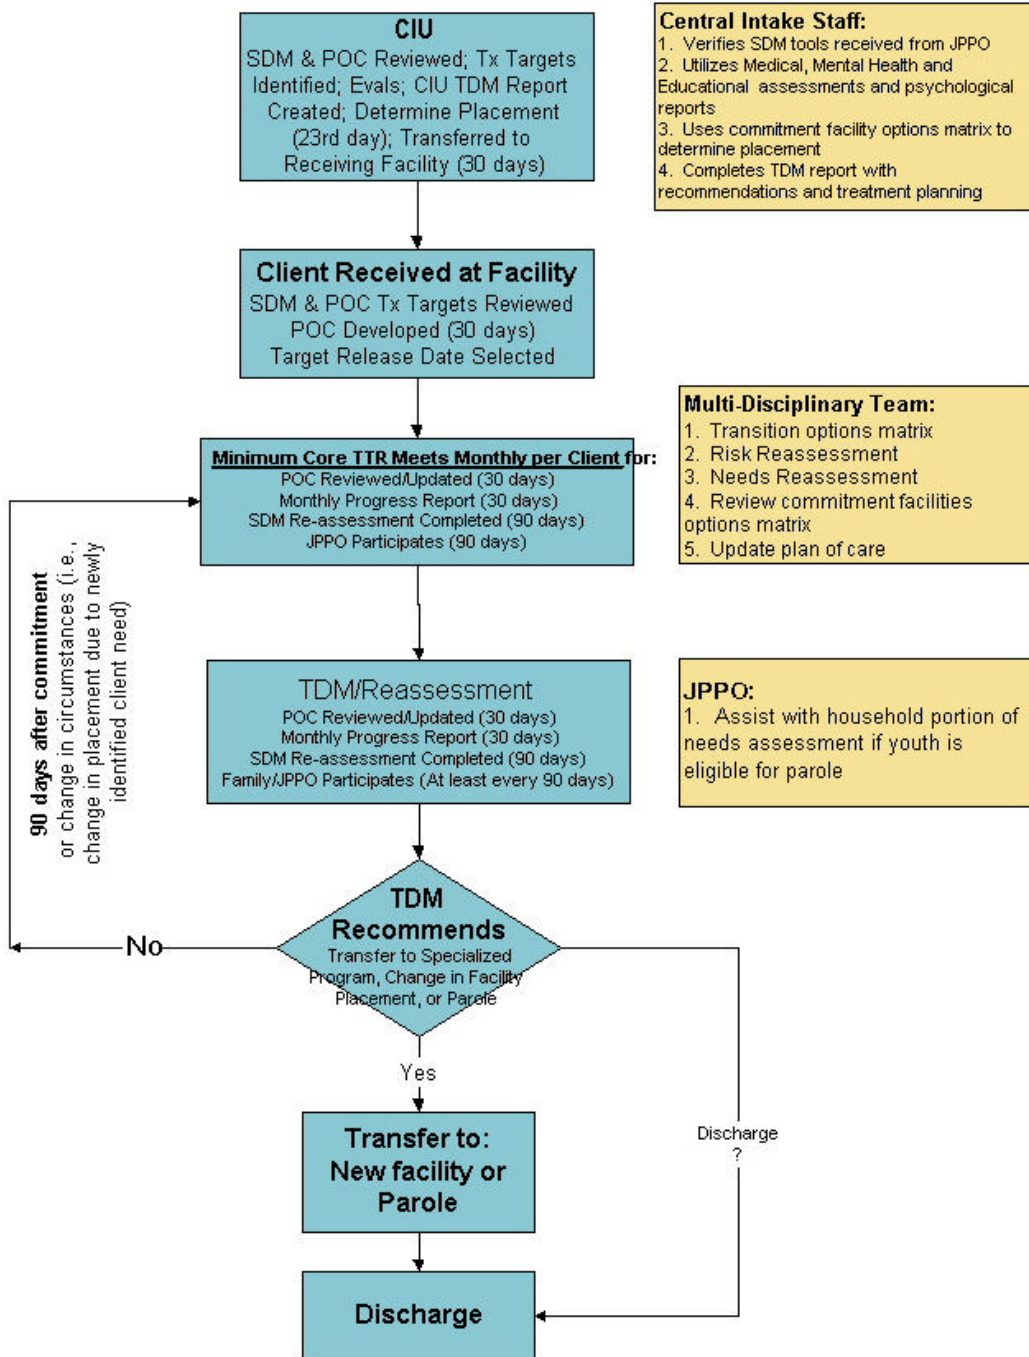 CIU
SDM & POC Reviewed; Tx Targets
Identified; Evals; CIU TDM Report
Created; Determine Placement
(23rd day); Transferred to
Receiving Facility (30 days)
Central Intake Staff:
1. Verifies SDM tools received from JPPO
2. Utilizes Medical, Mental Health and
Educational assessments and psychological
reports
3. Uses commitment facility options matrix to
determine placement
4. Completes TDM report with
recommendations and treatment planning
Client Received at Facility
SDM & POC Tx Targets Reviewed
POC Developed (30 days)
Target Release Date Selected
Minimum Core TTR Meets Monthly per Client for:
POC Reviewed/Updated (30 days)
Monthly Progress Report (30 days)
SDM Re-assessment Completed (90 days)
JPPO Participates (90 days)
Multi-Disciplinary Team:
1. Transition options matrix
2. Risk Reassessment
3. Needs Reassessment
4. Review commitment facilities
options matrix
5. Update plan of care
90 days after commitment
or change in circumstances (i.e.,
change in placement due to newly
identified client need)
TDM/Reassessment
POC Reviewed/Updated (30 days)
Monthly Progress Report (30 days)
SDM Re-assessment Completed (90 days)
Family/JPPO Participates (At least every 90 days)
JPPO:
1. Assist with household portion of
needs assessment if youth is
eligible for parole
TDM
Recommends
Transfer to Specialized
Program, Change in Facility
Placement, or Parole
No
Yes
Discharge
?
Transfer to:
New facility or
Parole
Discharge